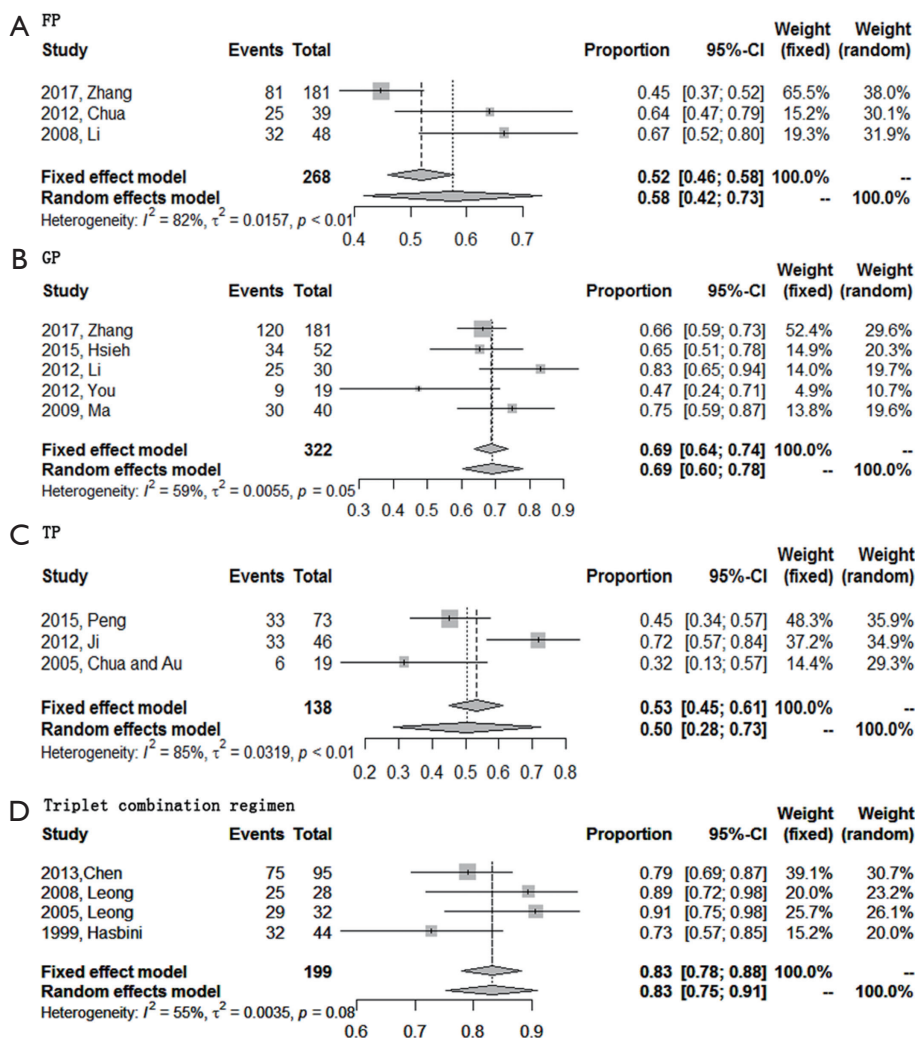 A FP
Weight Weight
Study Events Total Proportion 95%-CI (fixed) (random)
2017, Zhang 81 181 0.45 [0.37; 0.52] 65.5% 38.0%
2012, Chua 25 39 0.64 [0.47; 0.79] 15.2% 30.1%
2008, Li 32 48 0.67 [0.52; 0.80] 19.3% 31.9%
Fixed effect model 268 0.52 [0.46; 0.58] 100.0% --
Random effects model 0.58 [0.42; 0.73] -- 100.0%
Heterogeneity: I² = 82%, τ² = 0.0157, p < 0.01
0.4 0.5 0.6 0.7
B GP
Weight Weight
Study Events Total Proportion 95%-CI (fixed) (random)
2017, Zhang 120 181 0.66 [0.59; 0.73] 52.4% 29.6%
2015, Hsieh 34 52 0.65 [0.51; 0.78] 14.9% 20.3%
2012, Li 25 30 0.83 [0.65; 0.94] 14.0% 19.7%
2012, You 9 19 0.47 [0.24; 0.71] 4.9% 10.7%
2009, Ma 30 40 0.75 [0.59; 0.87] 13.8% 19.6%
Fixed effect model 322 0.69 [0.64; 0.74] 100.0% --
Random effects model 0.69 [0.60; 0.78] -- 100.0%
Heterogeneity: I² = 59%, τ² = 0.0055, p = 0.05
0.3 0.4 0.5 0.6 0.7 0.8 0.9
C TP
Weight Weight
Study Events Total Proportion 95%-CI (fixed) (random)
2015, Peng 33 73 0.45 [0.34; 0.57] 48.3% 35.9%
2012, Ji 33 46 0.72 [0.57; 0.84] 37.2% 34.9%
2005, Chua and Au 6 19 0.32 [0.13; 0.57] 14.4% 29.3%
Fixed effect model 138 0.53 [0.45; 0.61] 100.0% --
Random effects model 0.50 [0.28; 0.73] -- 100.0%
Heterogeneity: I² = 85%, τ² = 0.0319, p < 0.01
0.2 0.3 0.4 0.5 0.6 0.7 0.8
D Triplet combination regimen
Weight Weight
Study Events Total Proportion 95%-CI (fixed) (random)
2013,Chen 75 95 0.79 [0.69; 0.87] 39.1% 30.7%
2008, Leong 25 28 0.89 [0.72; 0.98] 20.0% 23.2%
2005, Leong 29 32 0.91 [0.75; 0.98] 25.7% 26.1%
1999, Hasbini 32 44 0.73 [0.57; 0.85] 15.2% 20.0%
Fixed effect model 199 0.83 [0.78; 0.88] 100.0% --
Random effects model 0.83 [0.75; 0.91] -- 100.0%
Heterogeneity: I² = 55%, τ² = 0.0035, p = 0.08
0.6 0.7 0.8 0.9